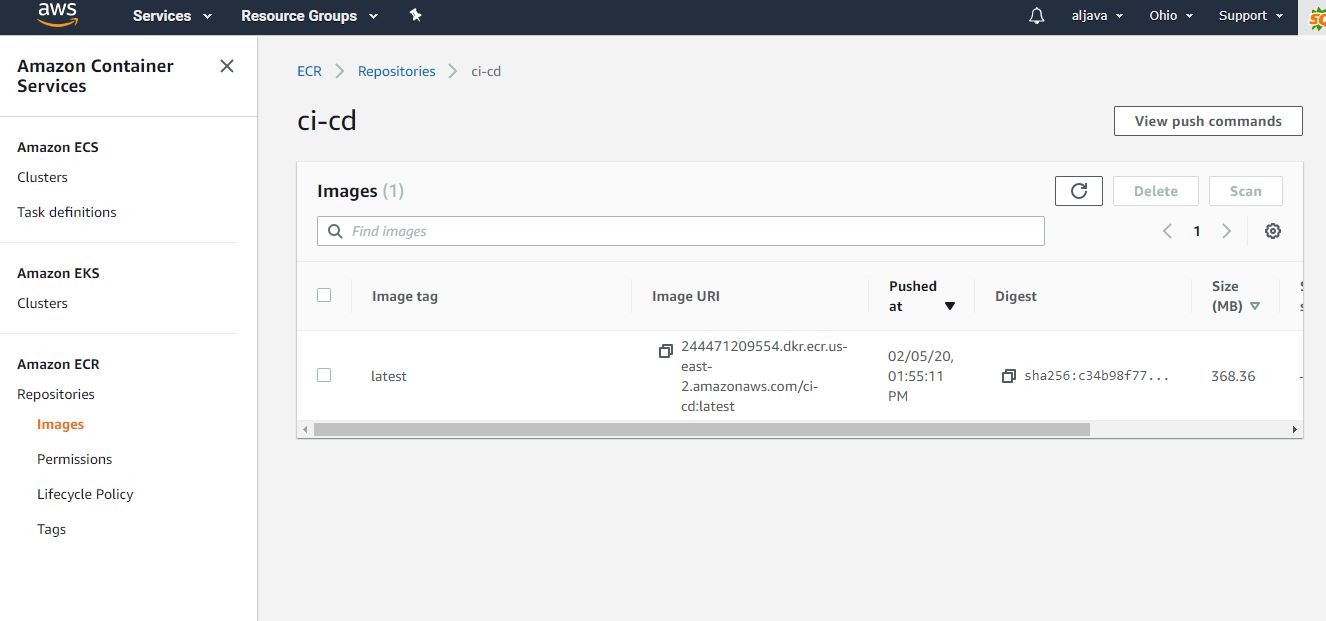 aws
Services
Resource Groups
aljava
Ohio
Support
Amazon Container
Services
Amazon ECS
Clusters
Task definitions
Amazon EKS
Clusters
Amazon ECR
Repositories
Images
Permissions
Lifecycle Policy
Tags
ECR
Repositories
ci-cd
ci-cd
View push commands
Images (1)
Delete
Scan
Find images
1
Image tag
Image URI
Pushed
at
Digest
Size
(MB)
latest
244471209554.dkr.ecr.us-
east-
2.amazonaws.com/ci-
cd:latest
02/05/20,
01:55:11
PM
sha256:c34b98f77...
368.36